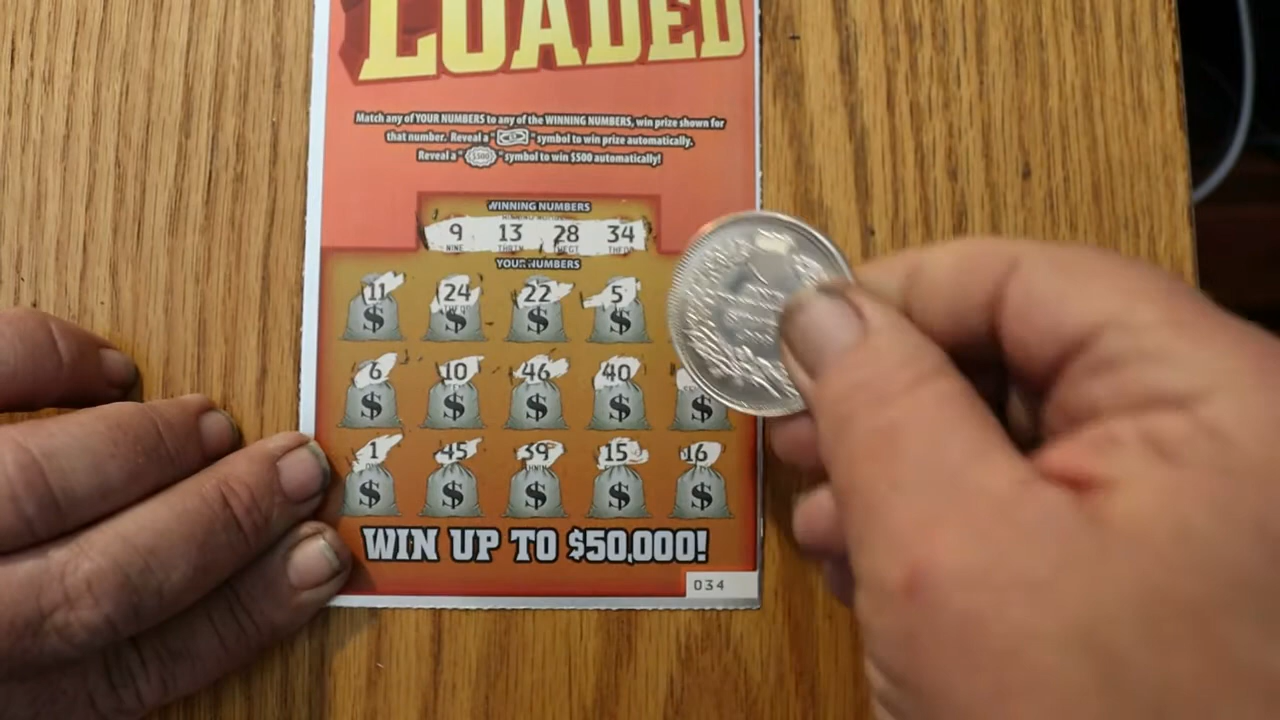 LOADED
Match any of YOUR NUMBERS to any of the WINNING NUMBERS, win prize shown for
that number. Reveal a " " symbol to win prize automatically.
Reveal a " $500 " symbol to win $500 automatically!
WINNING NUMBERS
9 13 28 34
NINE THRTN THFOR
YOUR NUMBERS
11 24 22 5
$ $ $ $
6 10 46 40
$ $ $ $ $
1 45 39 15 16
$ $ $ $ $
WIN UP TO $50,000!
034